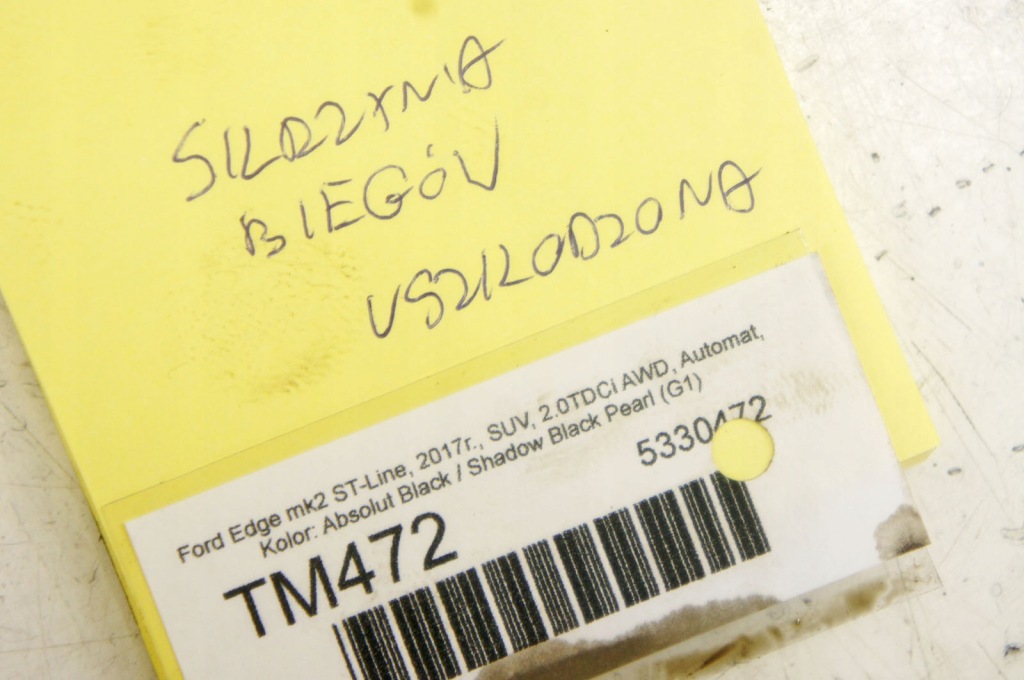 SKRZYNIA
BIEGÓW
USZKODZONA
Ford Edge mk2 ST-Line, 2017r., SUV, 2.0TDCi AWD, Automat,
Kolor: Absolut Black / Shadow Black Pearl (G1)
5330472
TM472